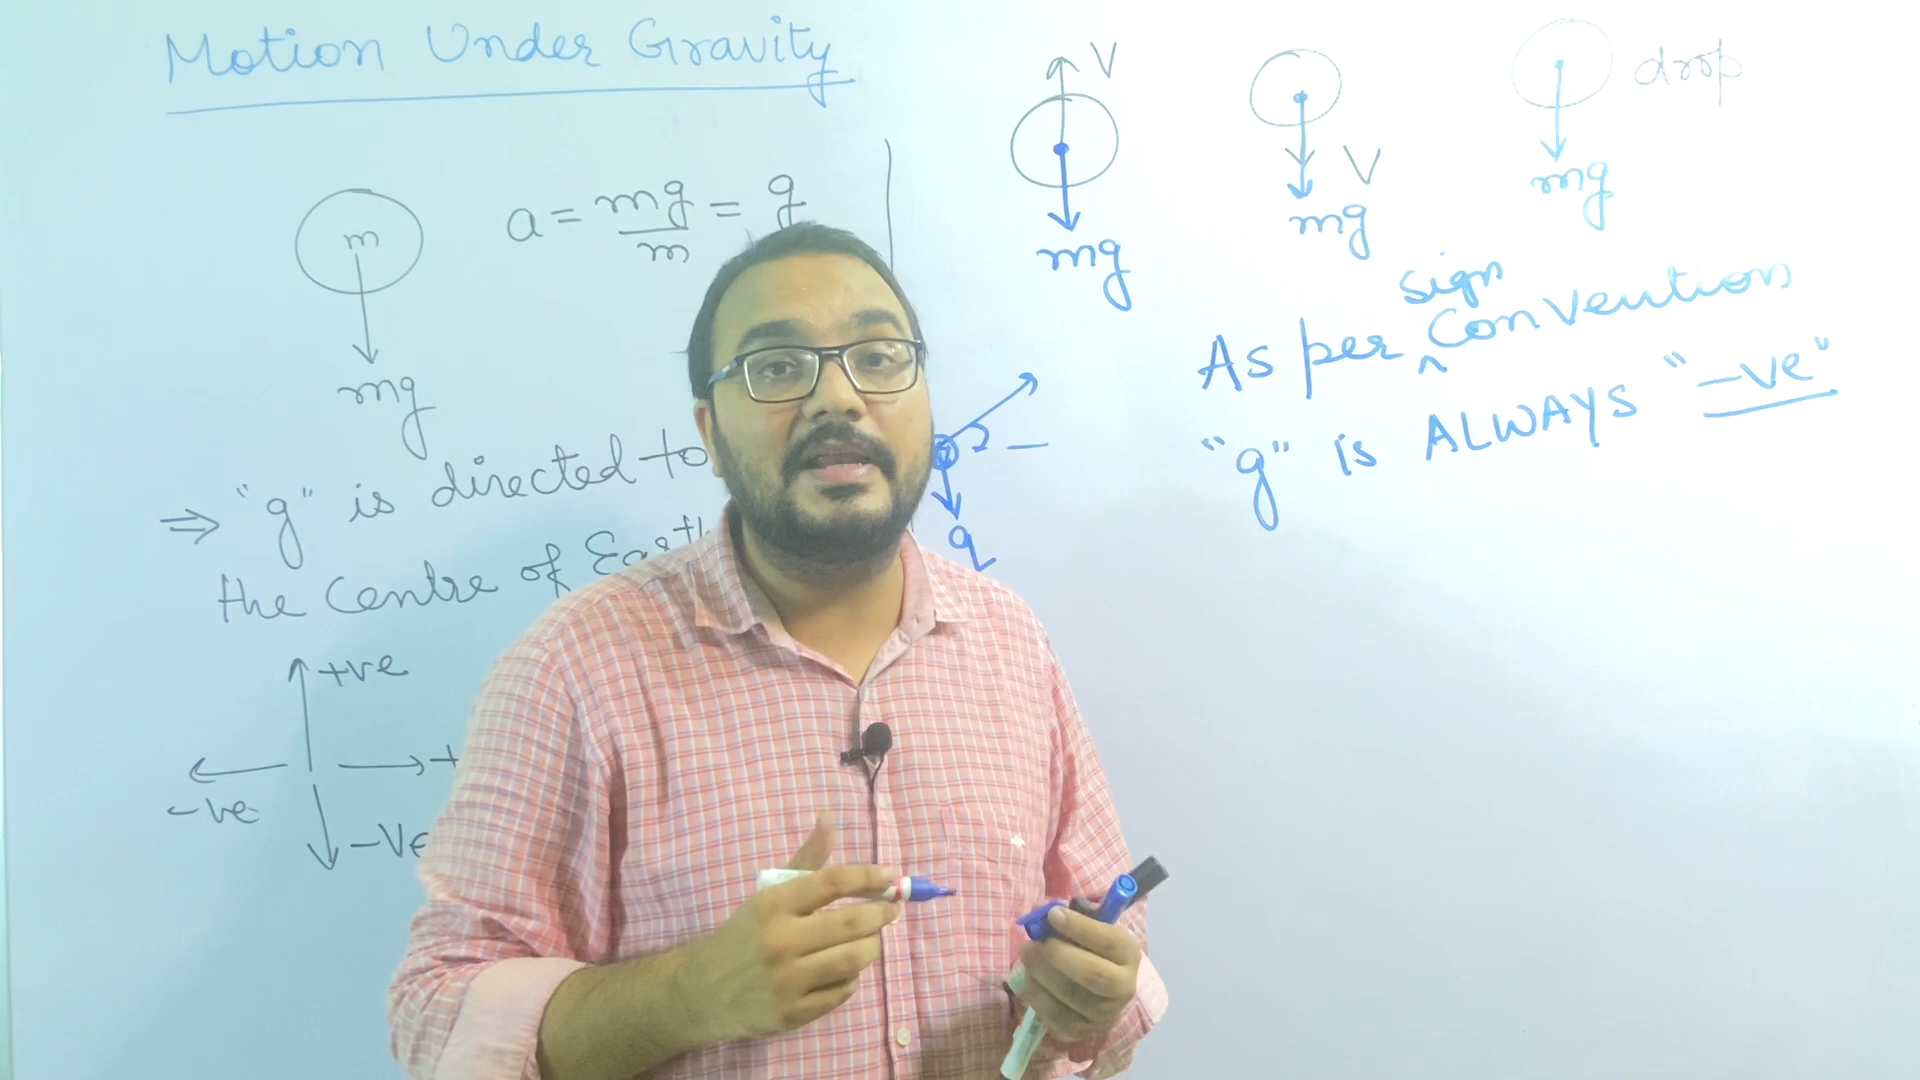 Motion Under Gravity
m
a = mg/m = g
mg
⇒ "g" is directed to
the Centre of Earth
+ve
-ve
+
-ve
V
mg
V
mg
drop
mg
g
As per sign Convention
"g" is ALWAYS "-ve"